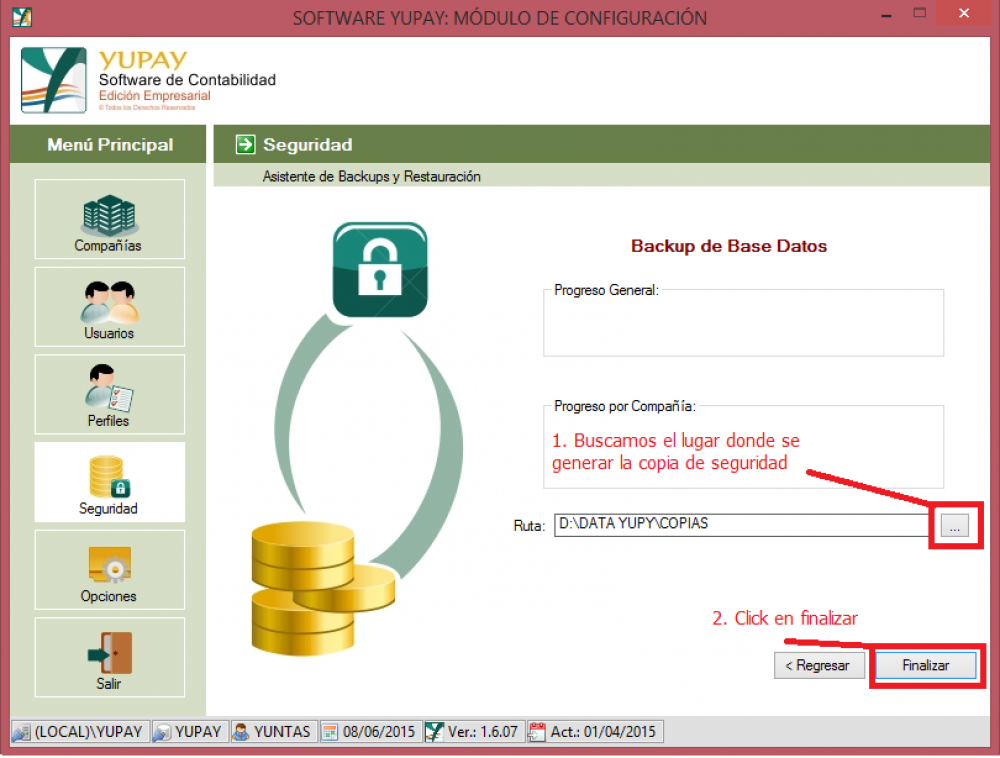 SOFTWARE YUPAY: MÓDULO DE CONFIGURACIÓN
YUPAY
Software de Contabilidad
Edición Empresarial
© Todos los Derechos Reservados
Menú Principal
Seguridad
Asistente de Backups y Restauración
Compañías
Usuarios
Perfiles
Seguridad
Opciones
Salir
Backup de Base Datos
Progreso General:
Progreso por Compañía:
1. Buscamos el lugar donde se
generar la copia de seguridad
Ruta: D:\DATA YUPY\COPIAS ...
2. Click en finalizar
< Regresar Finalizar
(LOCAL)\YUPAY YUPAY YUNTAS 08/06/2015 Ver.: 1.6.07 Act.: 01/04/2015